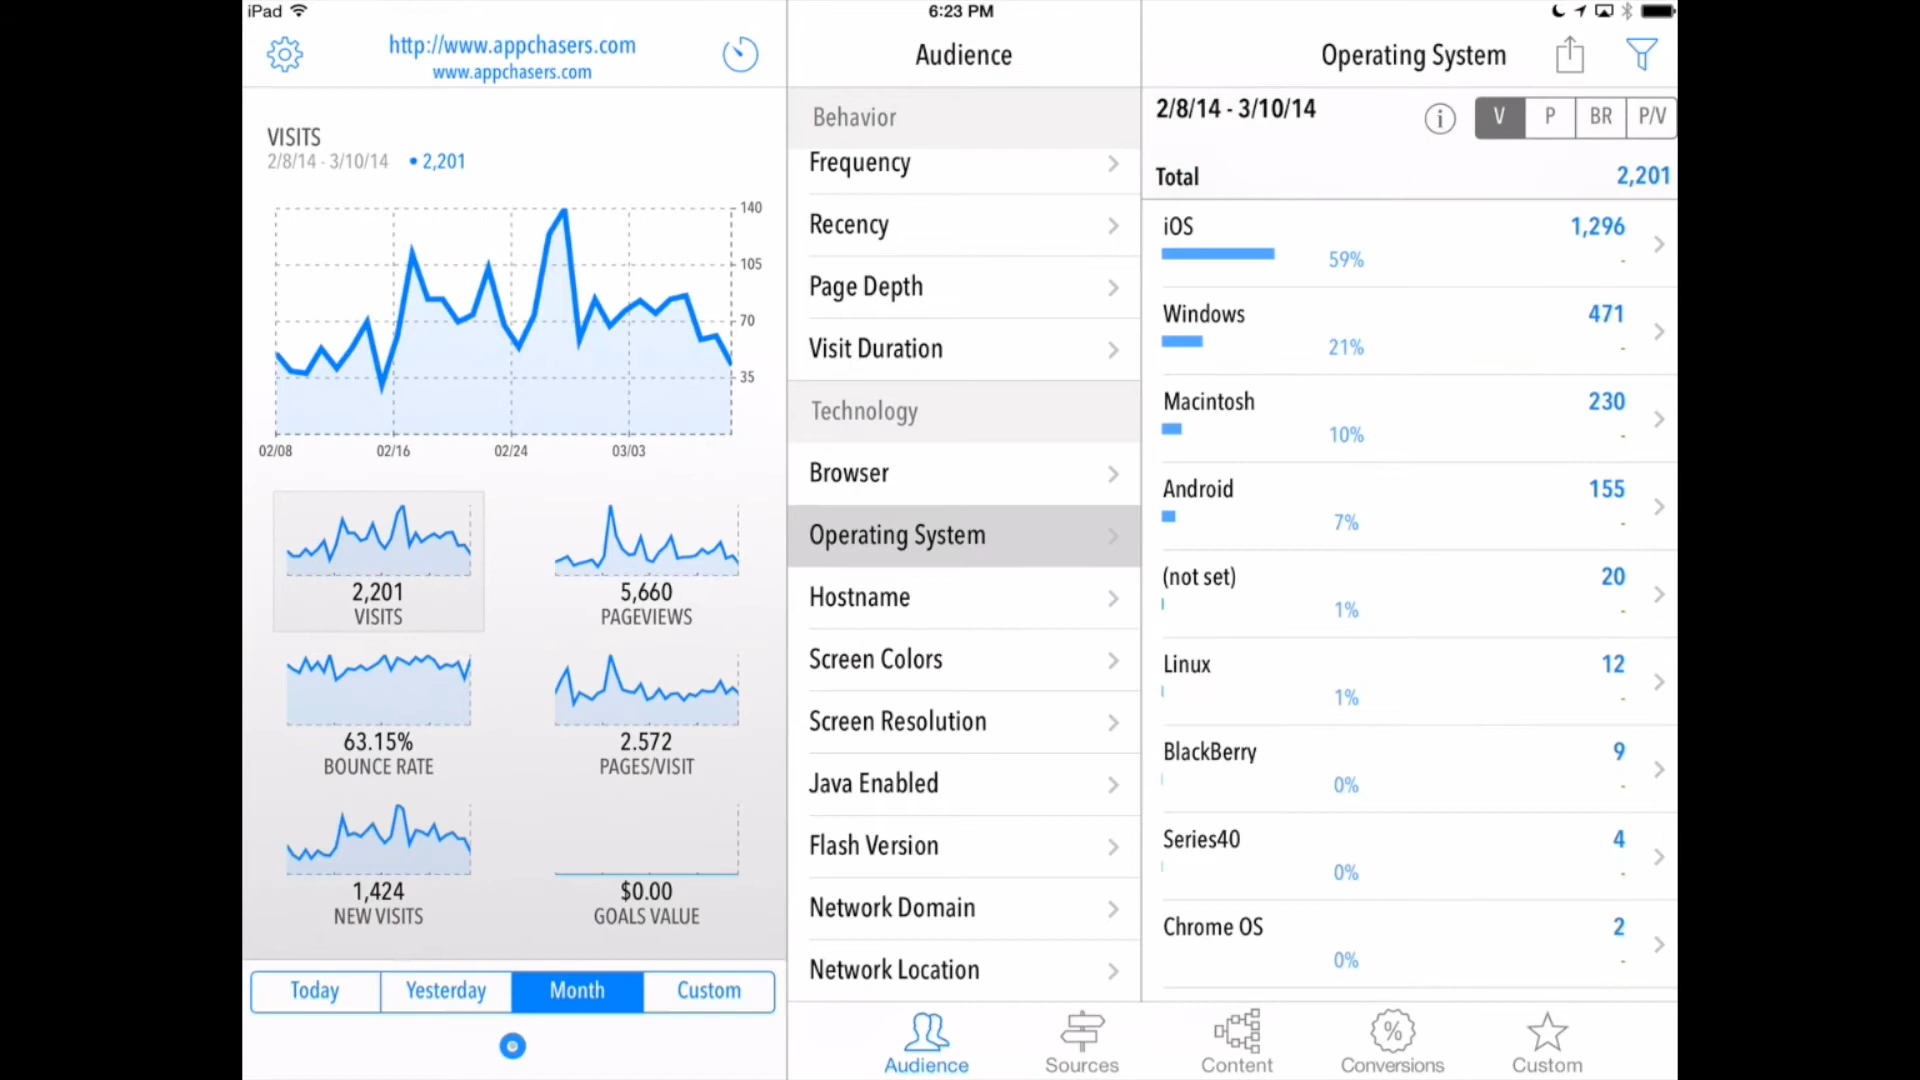 iPad
6:23 PM
http://www.appchasers.com
www.appchasers.com
VISITS
2/8/14 - 3/10/14 • 2,201
140
105
70
35
02/08 02/16 02/24 03/03
2,201
VISITS
5,660
PAGEVIEWS
63.15%
BOUNCE RATE
2.572
PAGES/VISIT
1,424
NEW VISITS
$0.00
GOALS VALUE
Today Yesterday Month Custom
Audience
Behavior
Frequency
Recency
Page Depth
Visit Duration
Technology
Browser
Operating System
Hostname
Screen Colors
Screen Resolution
Java Enabled
Flash Version
Network Domain
Network Location
Operating System
2/8/14 - 3/10/14
i
V P BR P/V
Total 2,201
iOS 1,296
59% -
Windows 471
21% -
Macintosh 230
10% -
Android 155
7% -
(not set) 20
1% -
Linux 12
1% -
BlackBerry 9
0% -
Series40 4
0% -
Chrome OS 2
0% -
%
Audience Sources Content Conversions Custom